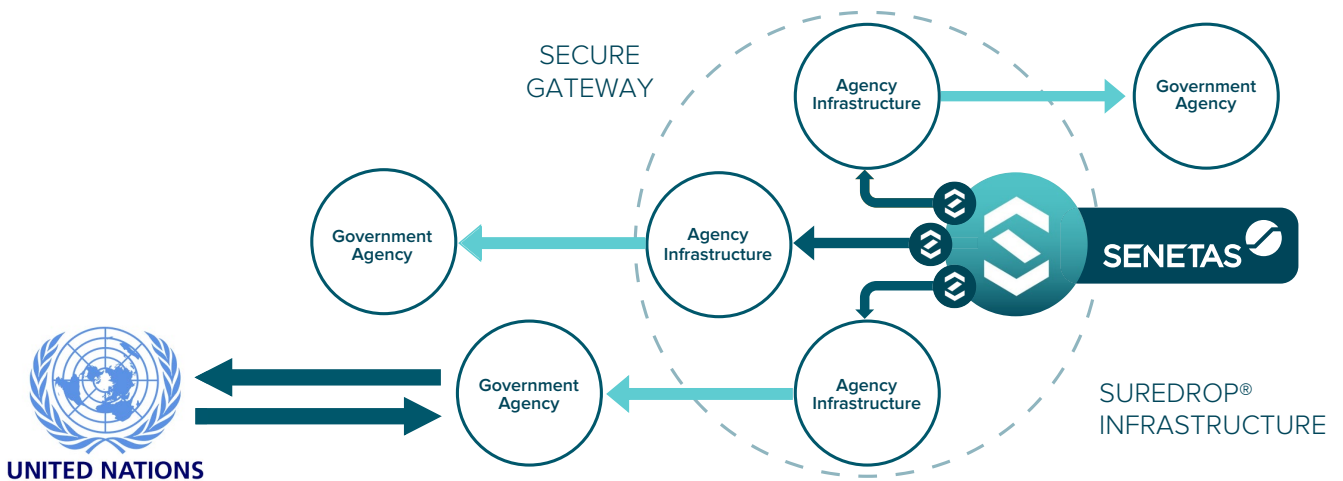 SECURE
GATEWAY
Agency
Infrastructure
Government
Agency
Government
Agency
Agency
Infrastructure
SENETAS
Government
Agency
Agency
Infrastructure
SUREDROP®
INFRASTRUCTURE
UNITED NATIONS